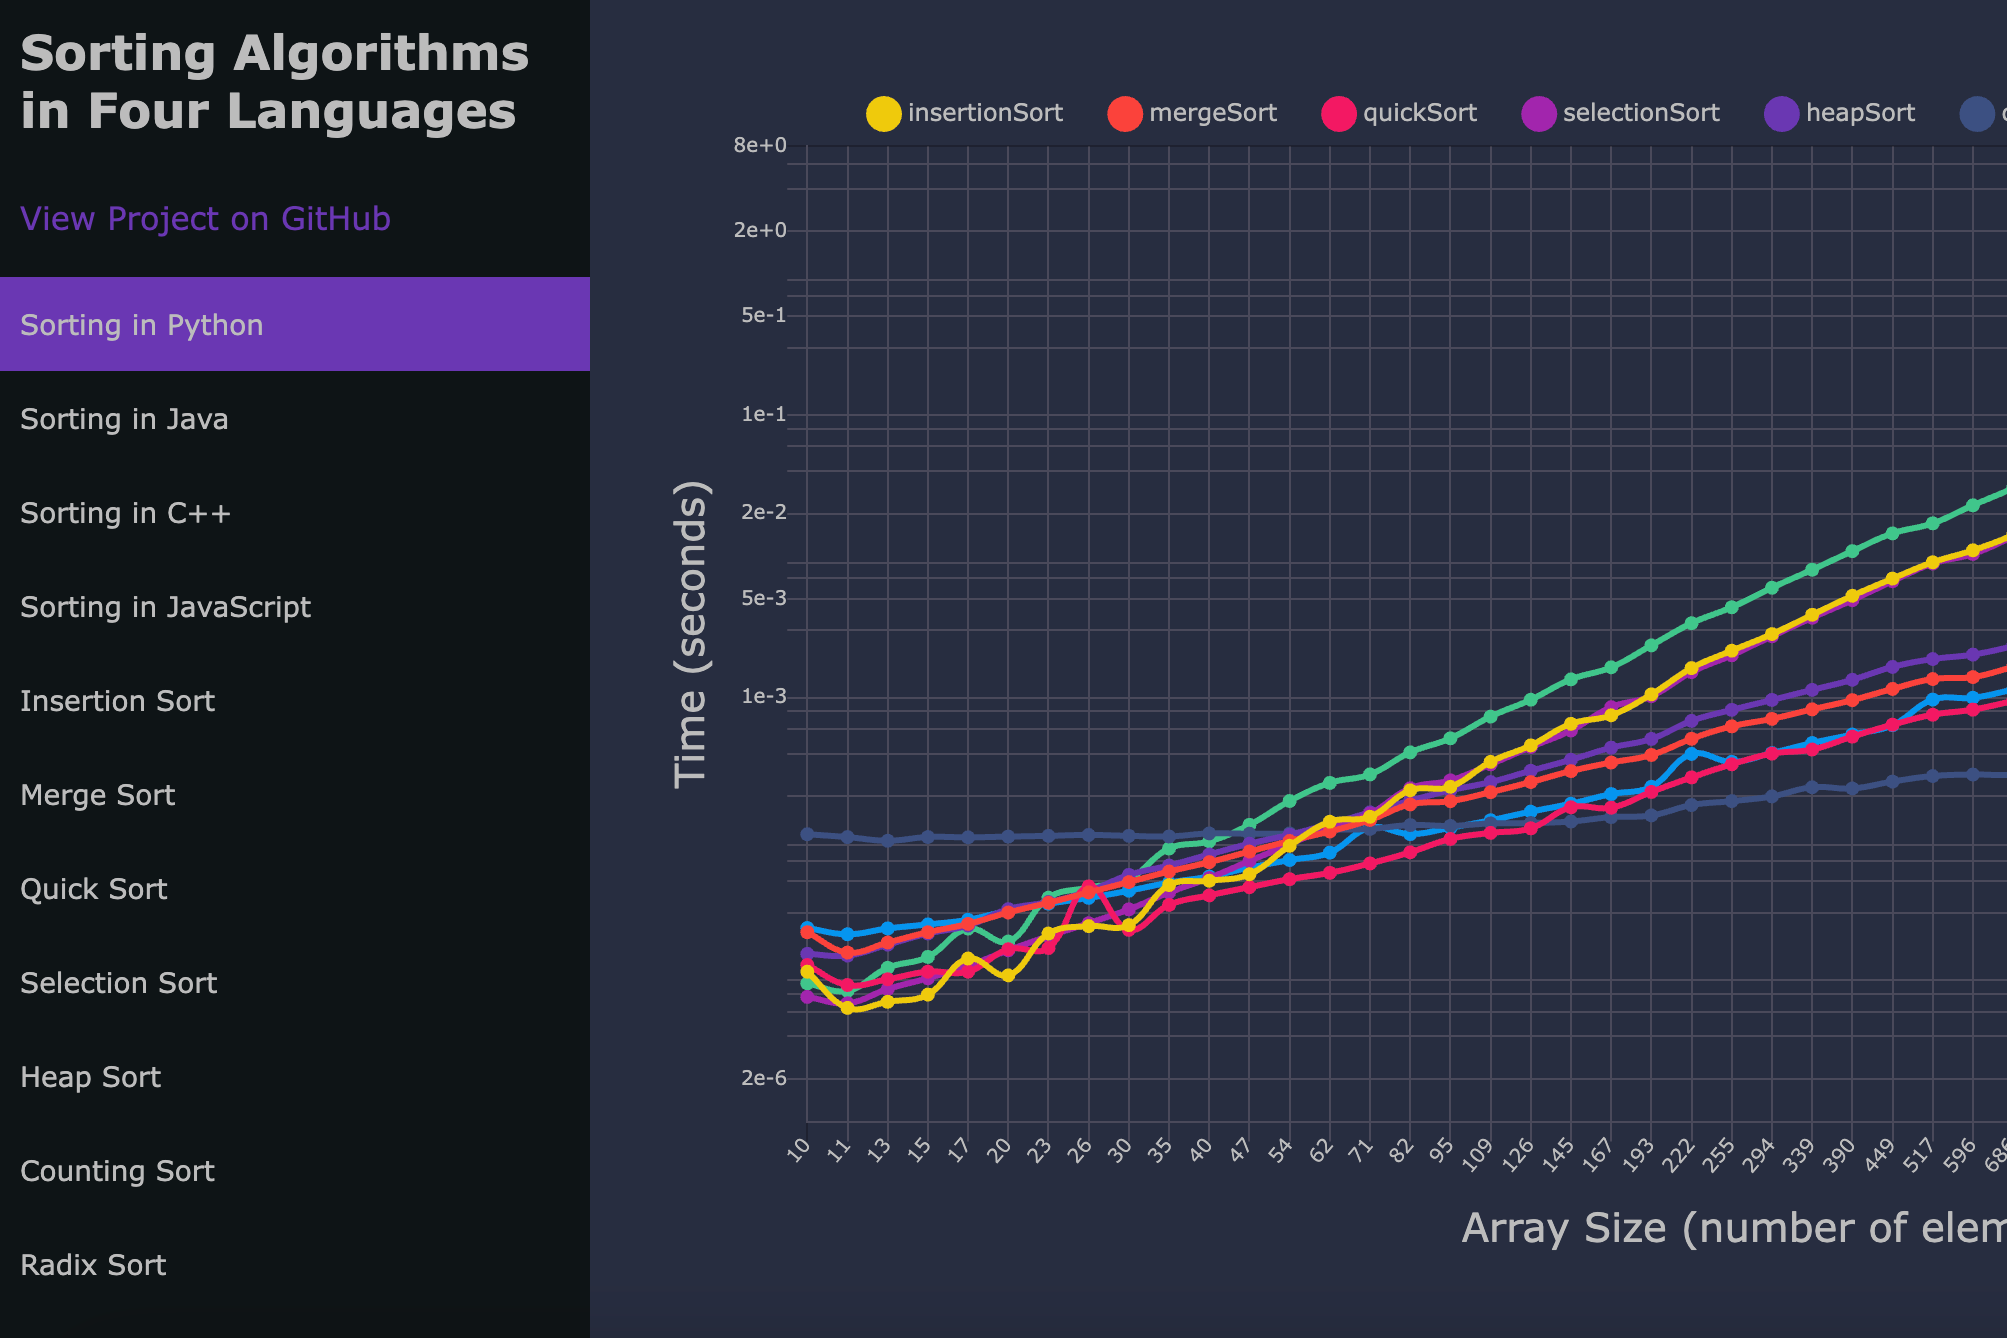 Sorting Algorithms
in Four Languages
View Project on GitHub
Sorting in Python
Sorting in Java
Sorting in C++
Sorting in JavaScript
Insertion Sort
Merge Sort
Quick Sort
Selection Sort
Heap Sort
Counting Sort
Radix Sort
insertionSort mergeSort quickSort selectionSort heapSort
8e+0
2e+0
5e-1
1e-1
2e-2
5e-3
1e-3
2e-6
Time (seconds)
10 11 13 15 17 20 23 26 30 35 40 47 54 62 71 82 95 109 126 145 167 193 222 255 294 339 390 449 517 596 686
Array Size (number of elem